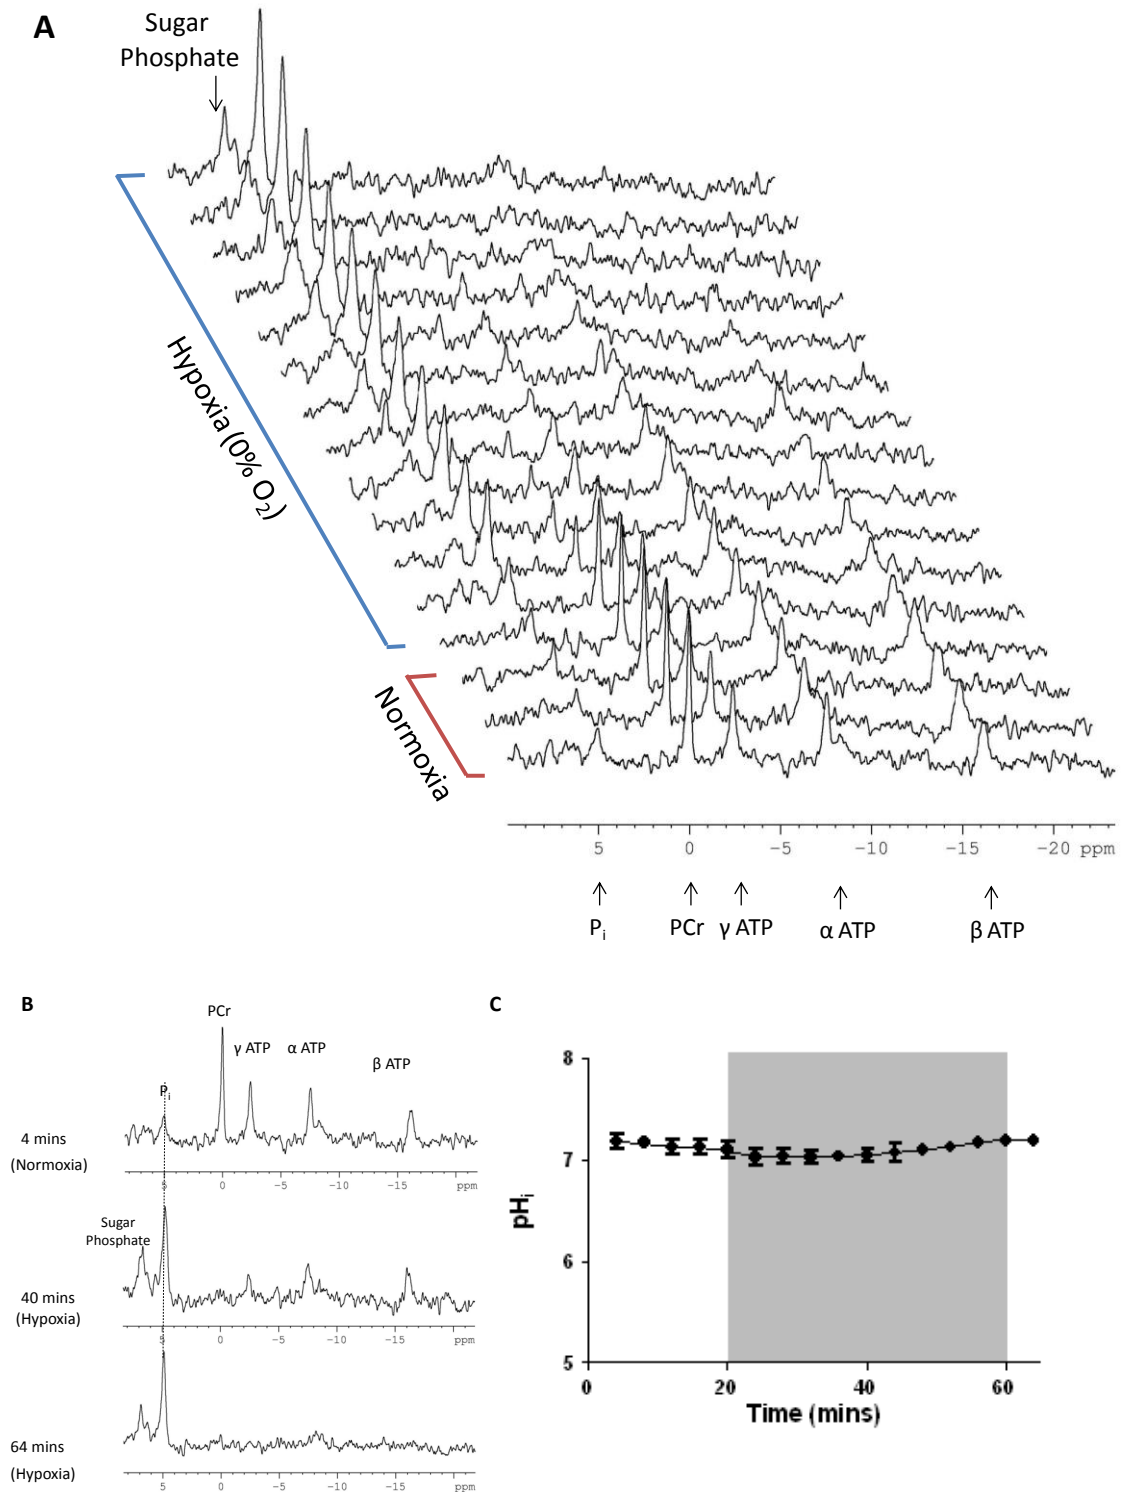 A
Sugar
Phosphate
Hypoxia (0% O₂)
Normoxia
5 0 −5 −10 −15 −20 ppm
Pᵢ PCr γ ATP α ATP β ATP
B
PCr
γ ATP α ATP
β ATP
Pᵢ
4 mins
(Normoxia)
5 0 −5 −10 −15 ppm
Sugar
Phosphate
40 mins
(Hypoxia)
5 0 −5 −10 −15 ppm
64 mins
(Hypoxia)
5 0 −5 −10 −15 ppm
C
8
7
6
5
pHᵢ
0 20 40 60
Time (mins)